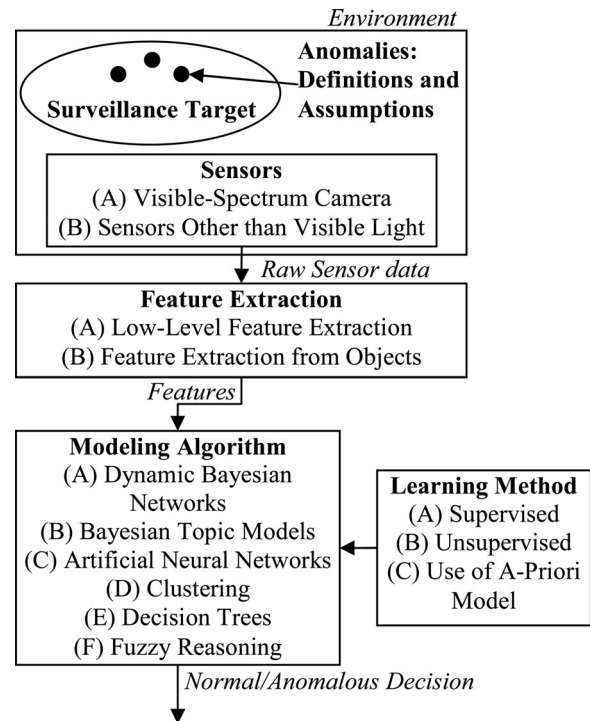 Environment
Anomalies:
Definitions and
Assumptions
Surveillance Target
Sensors
(A) Visible-Spectrum Camera
(B) Sensors Other than Visible Light
Raw Sensor data
Feature Extraction
(A) Low-Level Feature Extraction
(B) Feature Extraction from Objects
Features
Modeling Algorithm
(A) Dynamic Bayesian
Networks
(B) Bayesian Topic Models
(C) Artificial Neural Networks
(D) Clustering
(E) Decision Trees
(F) Fuzzy Reasoning
Learning Method
(A) Supervised
(B) Unsupervised
(C) Use of A-Priori
Model
Normal/Anomalous Decision